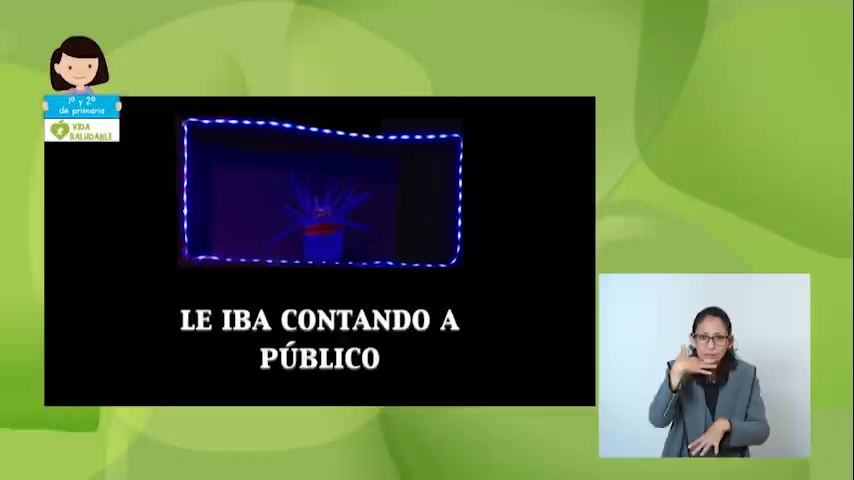 1º y 2º
de primaria
VIDA
SALUDABLE
LE IBA CONTANDO A
PÚBLICO